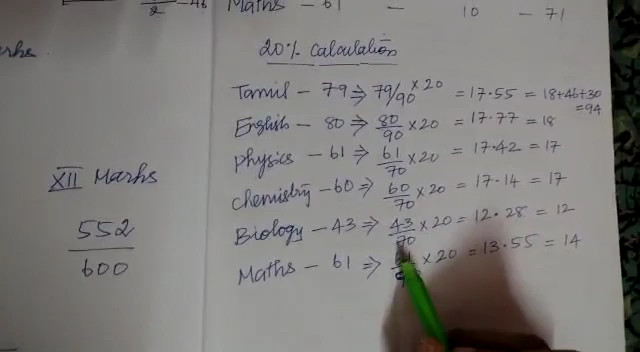 2 - 46
Maths - 61 - 10 - 71
20% Calculation
Tamil - 79 ⇒ 79/90 × 20 = 17.55 = 18+46+30
=94
English - 80 ⇒ 80/90 × 20 = 17.77 = 18
physics - 61 ⇒ 61/70 × 20 = 17.42 = 17
chemistry - 60 ⇒ 60/70 × 20 = 17.14 = 17
Biology - 43 ⇒ 43/70 × 20 = 12.28 = 12
Maths - 61 ⇒ × 20 = 13.55 = 14
XII Marks
552
600